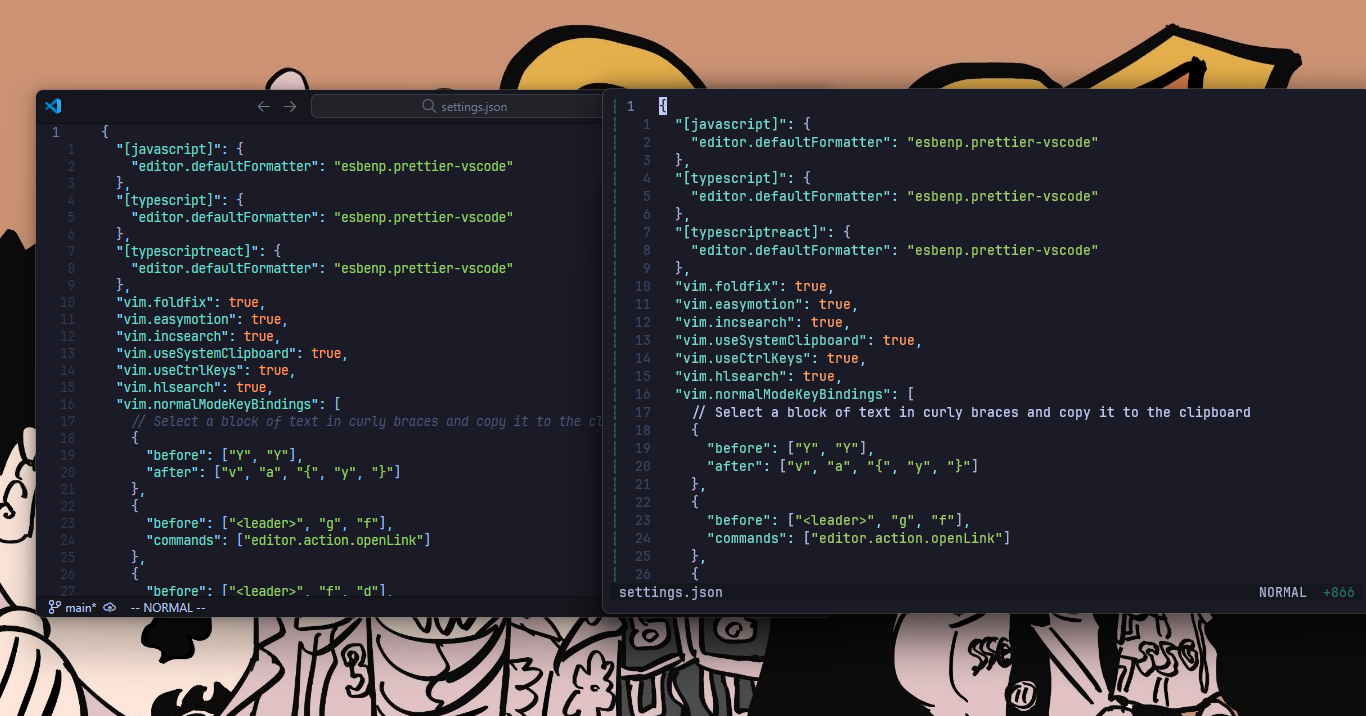 settings.json
1 {
1 "[javascript]": {
2 "editor.defaultFormatter": "esbenp.prettier-vscode"
3 },
4 "[typescript]": {
5 "editor.defaultFormatter": "esbenp.prettier-vscode"
6 },
7 "[typescriptreact]": {
8 "editor.defaultFormatter": "esbenp.prettier-vscode"
9 },
10 "vim.foldfix": true,
11 "vim.easymotion": true,
12 "vim.incsearch": true,
13 "vim.useSystemClipboard": true,
14 "vim.useCtrlKeys": true,
15 "vim.hlsearch": true,
16 "vim.normalModeKeyBindings": [
17 // Select a block of text in curly braces and copy it to the cl
18 {
19 "before": ["Y", "Y"],
20 "after": ["v", "a", "{", "y", "}"]
21 },
22 {
23 "before": ["<leader>", "g", "f"],
24 "commands": ["editor.action.openLink"]
25 },
26 {
27 "before": ["<leader>", "f", "d"],
main* -- NORMAL --
1 {
1 "[javascript]": {
2 "editor.defaultFormatter": "esbenp.prettier-vscode"
3 },
4 "[typescript]": {
5 "editor.defaultFormatter": "esbenp.prettier-vscode"
6 },
7 "[typescriptreact]": {
8 "editor.defaultFormatter": "esbenp.prettier-vscode"
9 },
10 "vim.foldfix": true,
11 "vim.easymotion": true,
12 "vim.incsearch": true,
13 "vim.useSystemClipboard": true,
14 "vim.useCtrlKeys": true,
15 "vim.hlsearch": true,
16 "vim.normalModeKeyBindings": [
17 // Select a block of text in curly braces and copy it to the clipboard
18 {
19 "before": ["Y", "Y"],
20 "after": ["v", "a", "{", "y", "}"]
21 },
22 {
23 "before": ["<leader>", "g", "f"],
24 "commands": ["editor.action.openLink"]
25 },
26 {
settings.json NORMAL +866